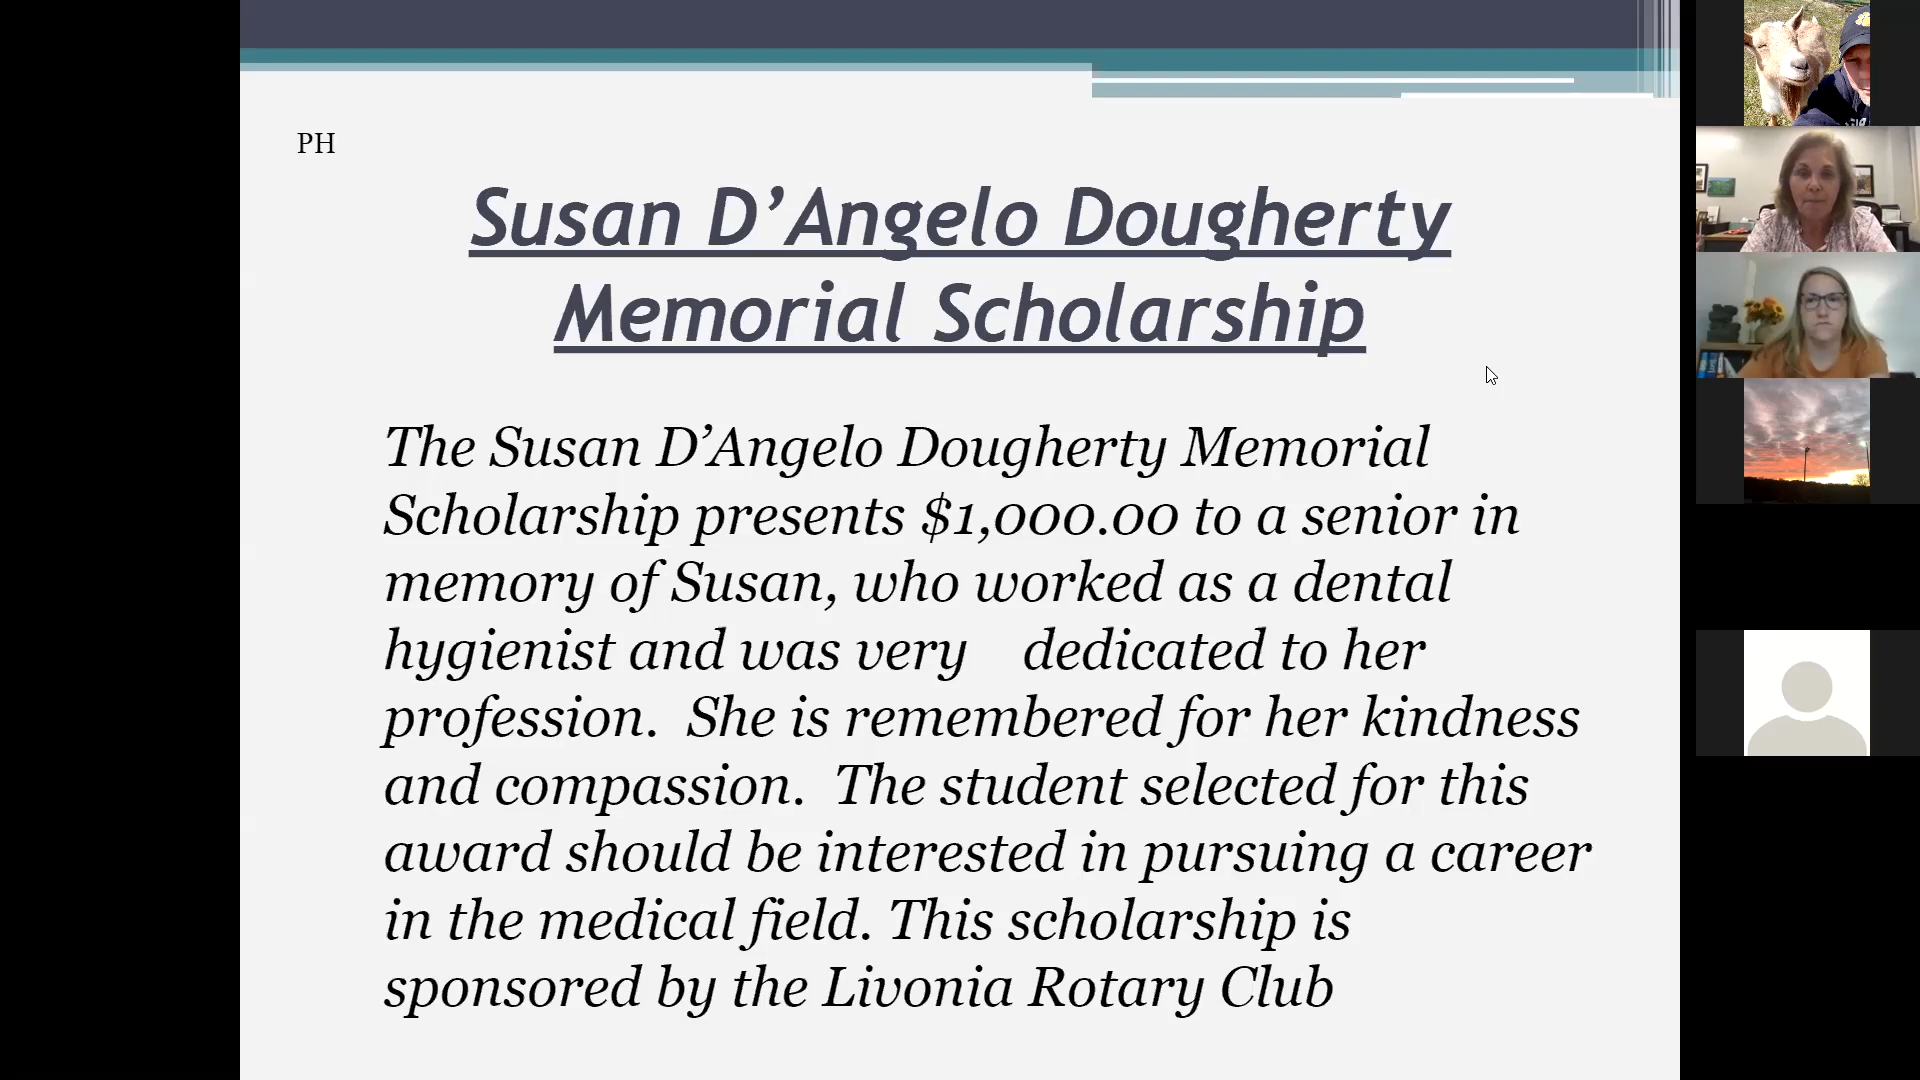 PH
Susan D’Angelo Dougherty
Memorial Scholarship
The Susan D’Angelo Dougherty Memorial
Scholarship presents $1,000.00 to a senior in
memory of Susan, who worked as a dental
hygienist and was very    dedicated to her
profession.  She is remembered for her kindness
and compassion.  The student selected for this
award should be interested in pursuing a career
in the medical field. This scholarship is
sponsored by the Livonia Rotary Club